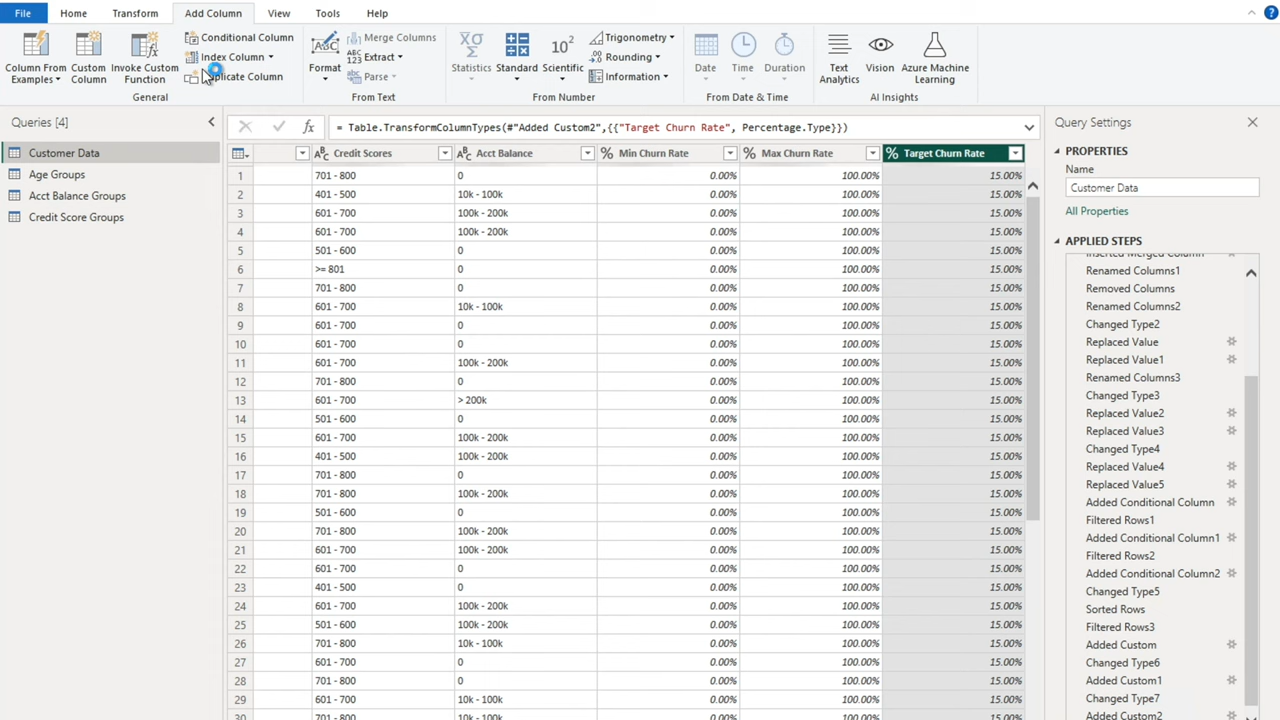 File Home Transform Add Column View Tools Help
Column From Examples
Custom Column
Invoke Custom Function
Conditional Column
Index Column
Duplicate Column
General
Format
Merge Columns
Extract
Parse
From Text
Statistics
Standard
10²
Scientific
Trigonometry
Rounding
Information
From Number
Date
Time
Duration
From Date & Time
Text Analytics
Vision
Azure Machine Learning
AI Insights
Queries [4]
Customer Data
Age Groups
Acct Balance Groups
Credit Score Groups
fx = Table.TransformColumnTypes(#"Added Custom2",{{"Target Churn Rate", Percentage.Type}})
Credit Scores Acct Balance Min Churn Rate Max Churn Rate Target Churn Rate
1 701 - 800 0 0.00% 100.00% 15.00%
2 401 - 500 10k - 100k 0.00% 100.00% 15.00%
3 601 - 700 100k - 200k 0.00% 100.00% 15.00%
4 601 - 700 100k - 200k 0.00% 100.00% 15.00%
5 501 - 600 0 0.00% 100.00% 15.00%
6 >= 801 0 0.00% 100.00% 15.00%
7 701 - 800 0 0.00% 100.00% 15.00%
8 601 - 700 10k - 100k 0.00% 100.00% 15.00%
9 601 - 700 0 0.00% 100.00% 15.00%
10 601 - 700 0 0.00% 100.00% 15.00%
11 601 - 700 100k - 200k 0.00% 100.00% 15.00%
12 701 - 800 0 0.00% 100.00% 15.00%
13 601 - 700 > 200k 0.00% 100.00% 15.00%
14 501 - 600 0 0.00% 100.00% 15.00%
15 601 - 700 100k - 200k 0.00% 100.00% 15.00%
16 401 - 500 100k - 200k 0.00% 100.00% 15.00%
17 701 - 800 0 0.00% 100.00% 15.00%
18 701 - 800 100k - 200k 0.00% 100.00% 15.00%
19 501 - 600 0 0.00% 100.00% 15.00%
20 701 - 800 100k - 200k 0.00% 100.00% 15.00%
21 601 - 700 100k - 200k 0.00% 100.00% 15.00%
22 601 - 700 0 0.00% 100.00% 15.00%
23 401 - 500 0 0.00% 100.00% 15.00%
24 601 - 700 100k - 200k 0.00% 100.00% 15.00%
25 501 - 600 100k - 200k 0.00% 100.00% 15.00%
26 701 - 800 10k - 100k 0.00% 100.00% 15.00%
27 601 - 700 0 0.00% 100.00% 15.00%
28 701 - 800 0 0.00% 100.00% 15.00%
29 601 - 700 10k - 100k 0.00% 100.00% 15.00%
30 701 - 800 0 0.00% 100.00% 15.00%
Query Settings
PROPERTIES
Name
Customer Data
All Properties
APPLIED STEPS
Inserted Merged Column
Renamed Columns1
Removed Columns
Renamed Columns2
Changed Type2
Replaced Value
Replaced Value1
Renamed Columns3
Changed Type3
Replaced Value2
Replaced Value3
Changed Type4
Replaced Value4
Replaced Value5
Added Conditional Column
Filtered Rows1
Added Conditional Column1
Filtered Rows2
Added Conditional Column2
Changed Type5
Sorted Rows
Filtered Rows3
Added Custom
Changed Type6
Added Custom1
Changed Type7
Added Custom2